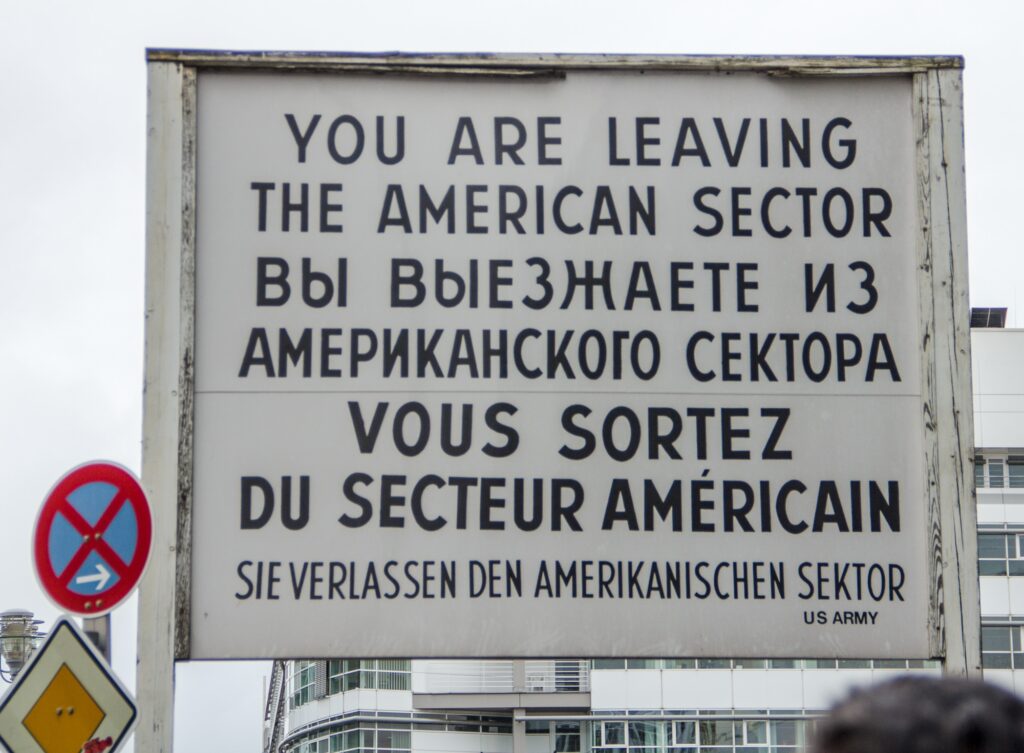 YOU ARE LEAVING
THE AMERICAN SECTOR
ВЫ ВЫЕЗЖАЕТЕ ИЗ
АМЕРИКАНСКОГО СЕКТОРА
VOUS SORTEZ
DU SECTEUR AMÉRICAIN
SIE VERLASSEN DEN AMERIKANISCHEN SEKTOR
US ARMY